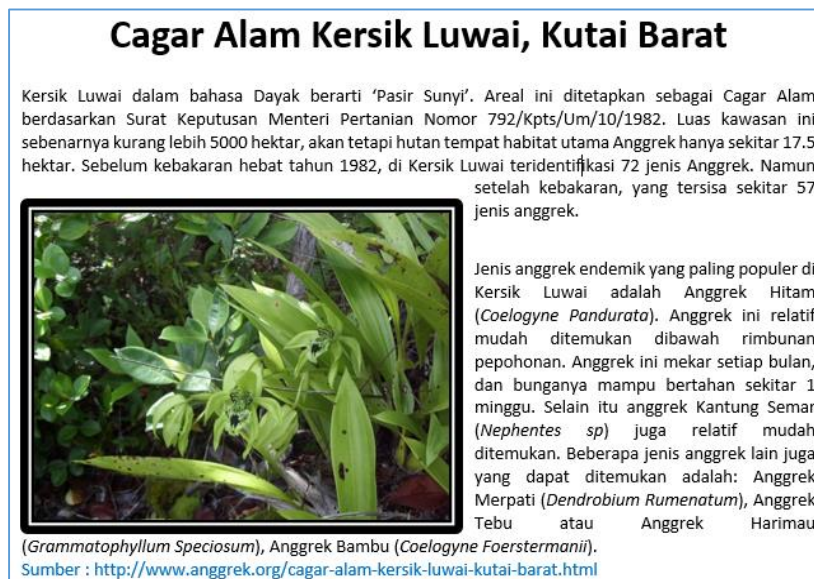 Cagar Alam Kersik Luwai, Kutai Barat
Kersik Luwai dalam bahasa Dayak berarti ‘Pasir Sunyi’. Areal ini ditetapkan sebagai Cagar Alam
berdasarkan Surat Keputusan Menteri Pertanian Nomor 792/Kpts/Um/10/1982. Luas kawasan ini
sebenarnya kurang lebih 5000 hektar, akan tetapi hutan tempat habitat utama Anggrek hanya sekitar 17.5
hektar. Sebelum kebakaran hebat tahun 1982, di Kersik Luwai teridentifikasi 72 jenis Anggrek. Namun
setelah kebakaran, yang tersisa sekitar 57
jenis anggrek.
Jenis anggrek endemik yang paling populer di
Kersik Luwai adalah Anggrek Hitam
(Coelogyne Pandurata). Anggrek ini relatif
mudah ditemukan dibawah rimbunan
pepohonan. Anggrek ini mekar setiap bulan,
dan bunganya mampu bertahan sekitar 1
minggu. Selain itu anggrek Kantung Semar
(Nephentes sp) juga relatif mudah
ditemukan. Beberapa jenis anggrek lain juga
yang dapat ditemukan adalah: Anggrek
Merpati (Dendrobium Rumenatum), Anggrek
Tebu atau Anggrek Harimau
(Grammatophyllum Speciosum), Anggrek Bambu (Coelogyne Foerstermanii).
Sumber : http://www.anggrek.org/cagar-alam-kersik-luwai-kutai-barat.html